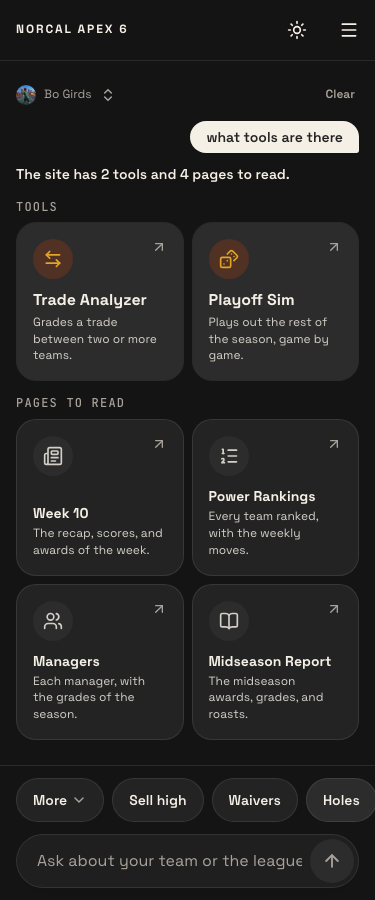 NORCAL APEX 6
Bo Girds
Clear
what tools are there
The site has 2 tools and 4 pages to read.
TOOLS
Trade Analyzer
Grades a trade
between two or more
teams.
Playoff Sim
Plays out the rest of
the season, game by
game.
PAGES TO READ
Week 10
The recap, scores, and
awards of the week.
Power Rankings
Every team ranked,
with the weekly
moves.
Managers
Each manager, with
the grades of the
season.
Midseason Report
The midseason
awards, grades, and
roasts.
More
Sell high
Waivers
Holes
Ask about your team or the league